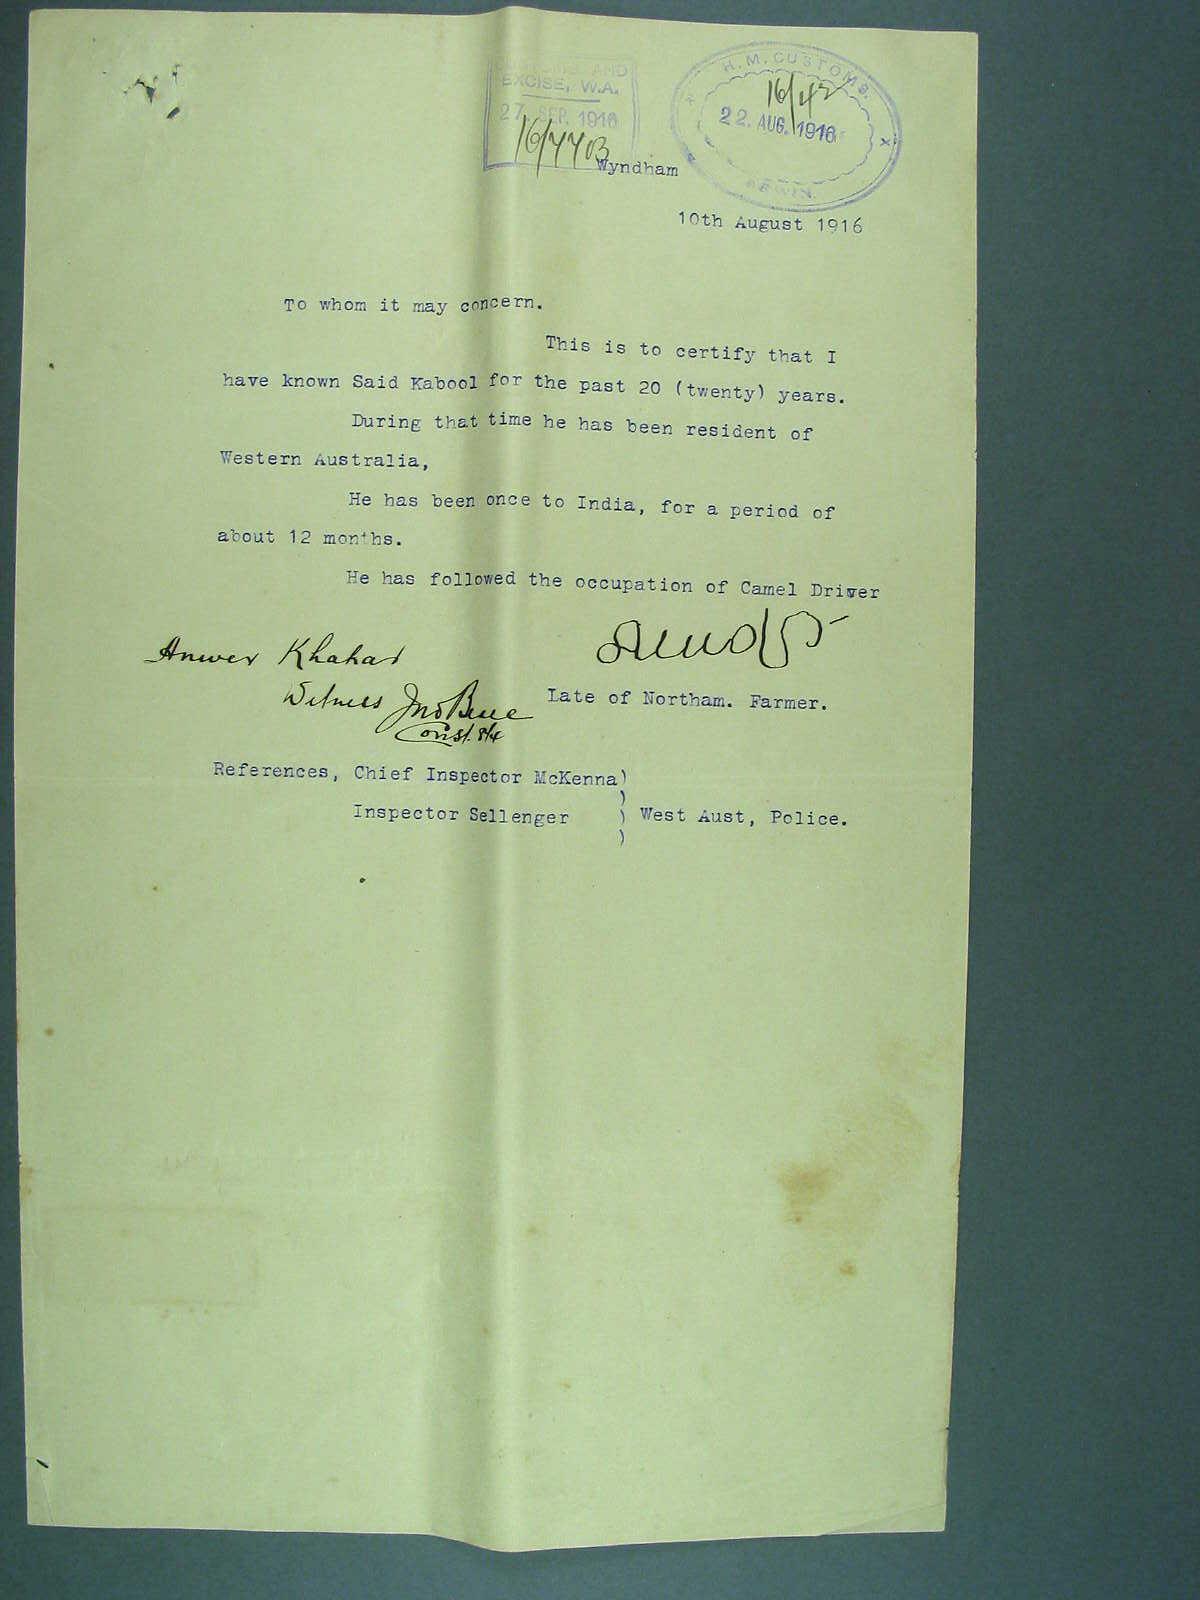 CUSTOMS AND
EXCISE, W.A.
27 SEP. 1916
16/7703
H.M. CUSTOMS.
16/42
22. AUG. 1916
Wyndham
10th August 1916
To whom it may concern.
This is to certify that I
have known Said Kabool for the past 20 (twenty) years.
During that time he has been resident of
Western Australia,
He has been once to India, for a period of
about 12 months.
He has followed the occupation of Camel Driver
Anwer Khahar
Witness Jno
Const.
Late of Northam. Farmer.
References, Chief Inspector McKenna)
)
Inspector Sellenger ) West Aust, Police.
)